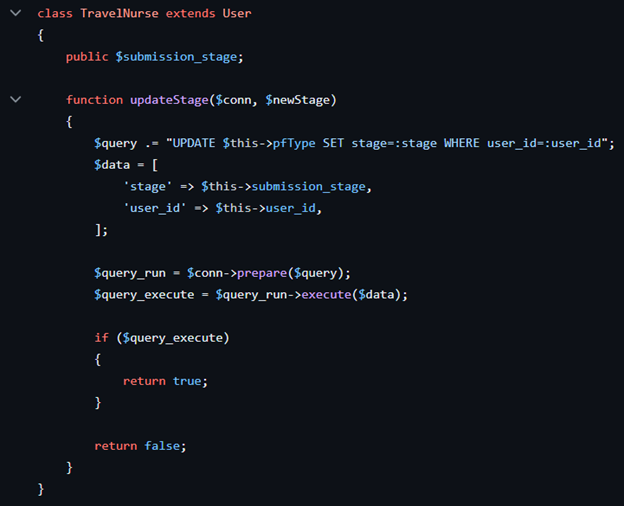 class TravelNurse extends User
{
public $submission_stage;
function updateStage($conn, $newStage)
{
$query .= "UPDATE $this->pfType SET stage=:stage WHERE user_id=:user_id";
$data = [
'stage' => $this->submission_stage,
'user_id' => $this->user_id,
];
$query_run = $conn->prepare($query);
$query_execute = $query_run->execute($data);
if ($query_execute)
{
return true;
}
return false;
}
}